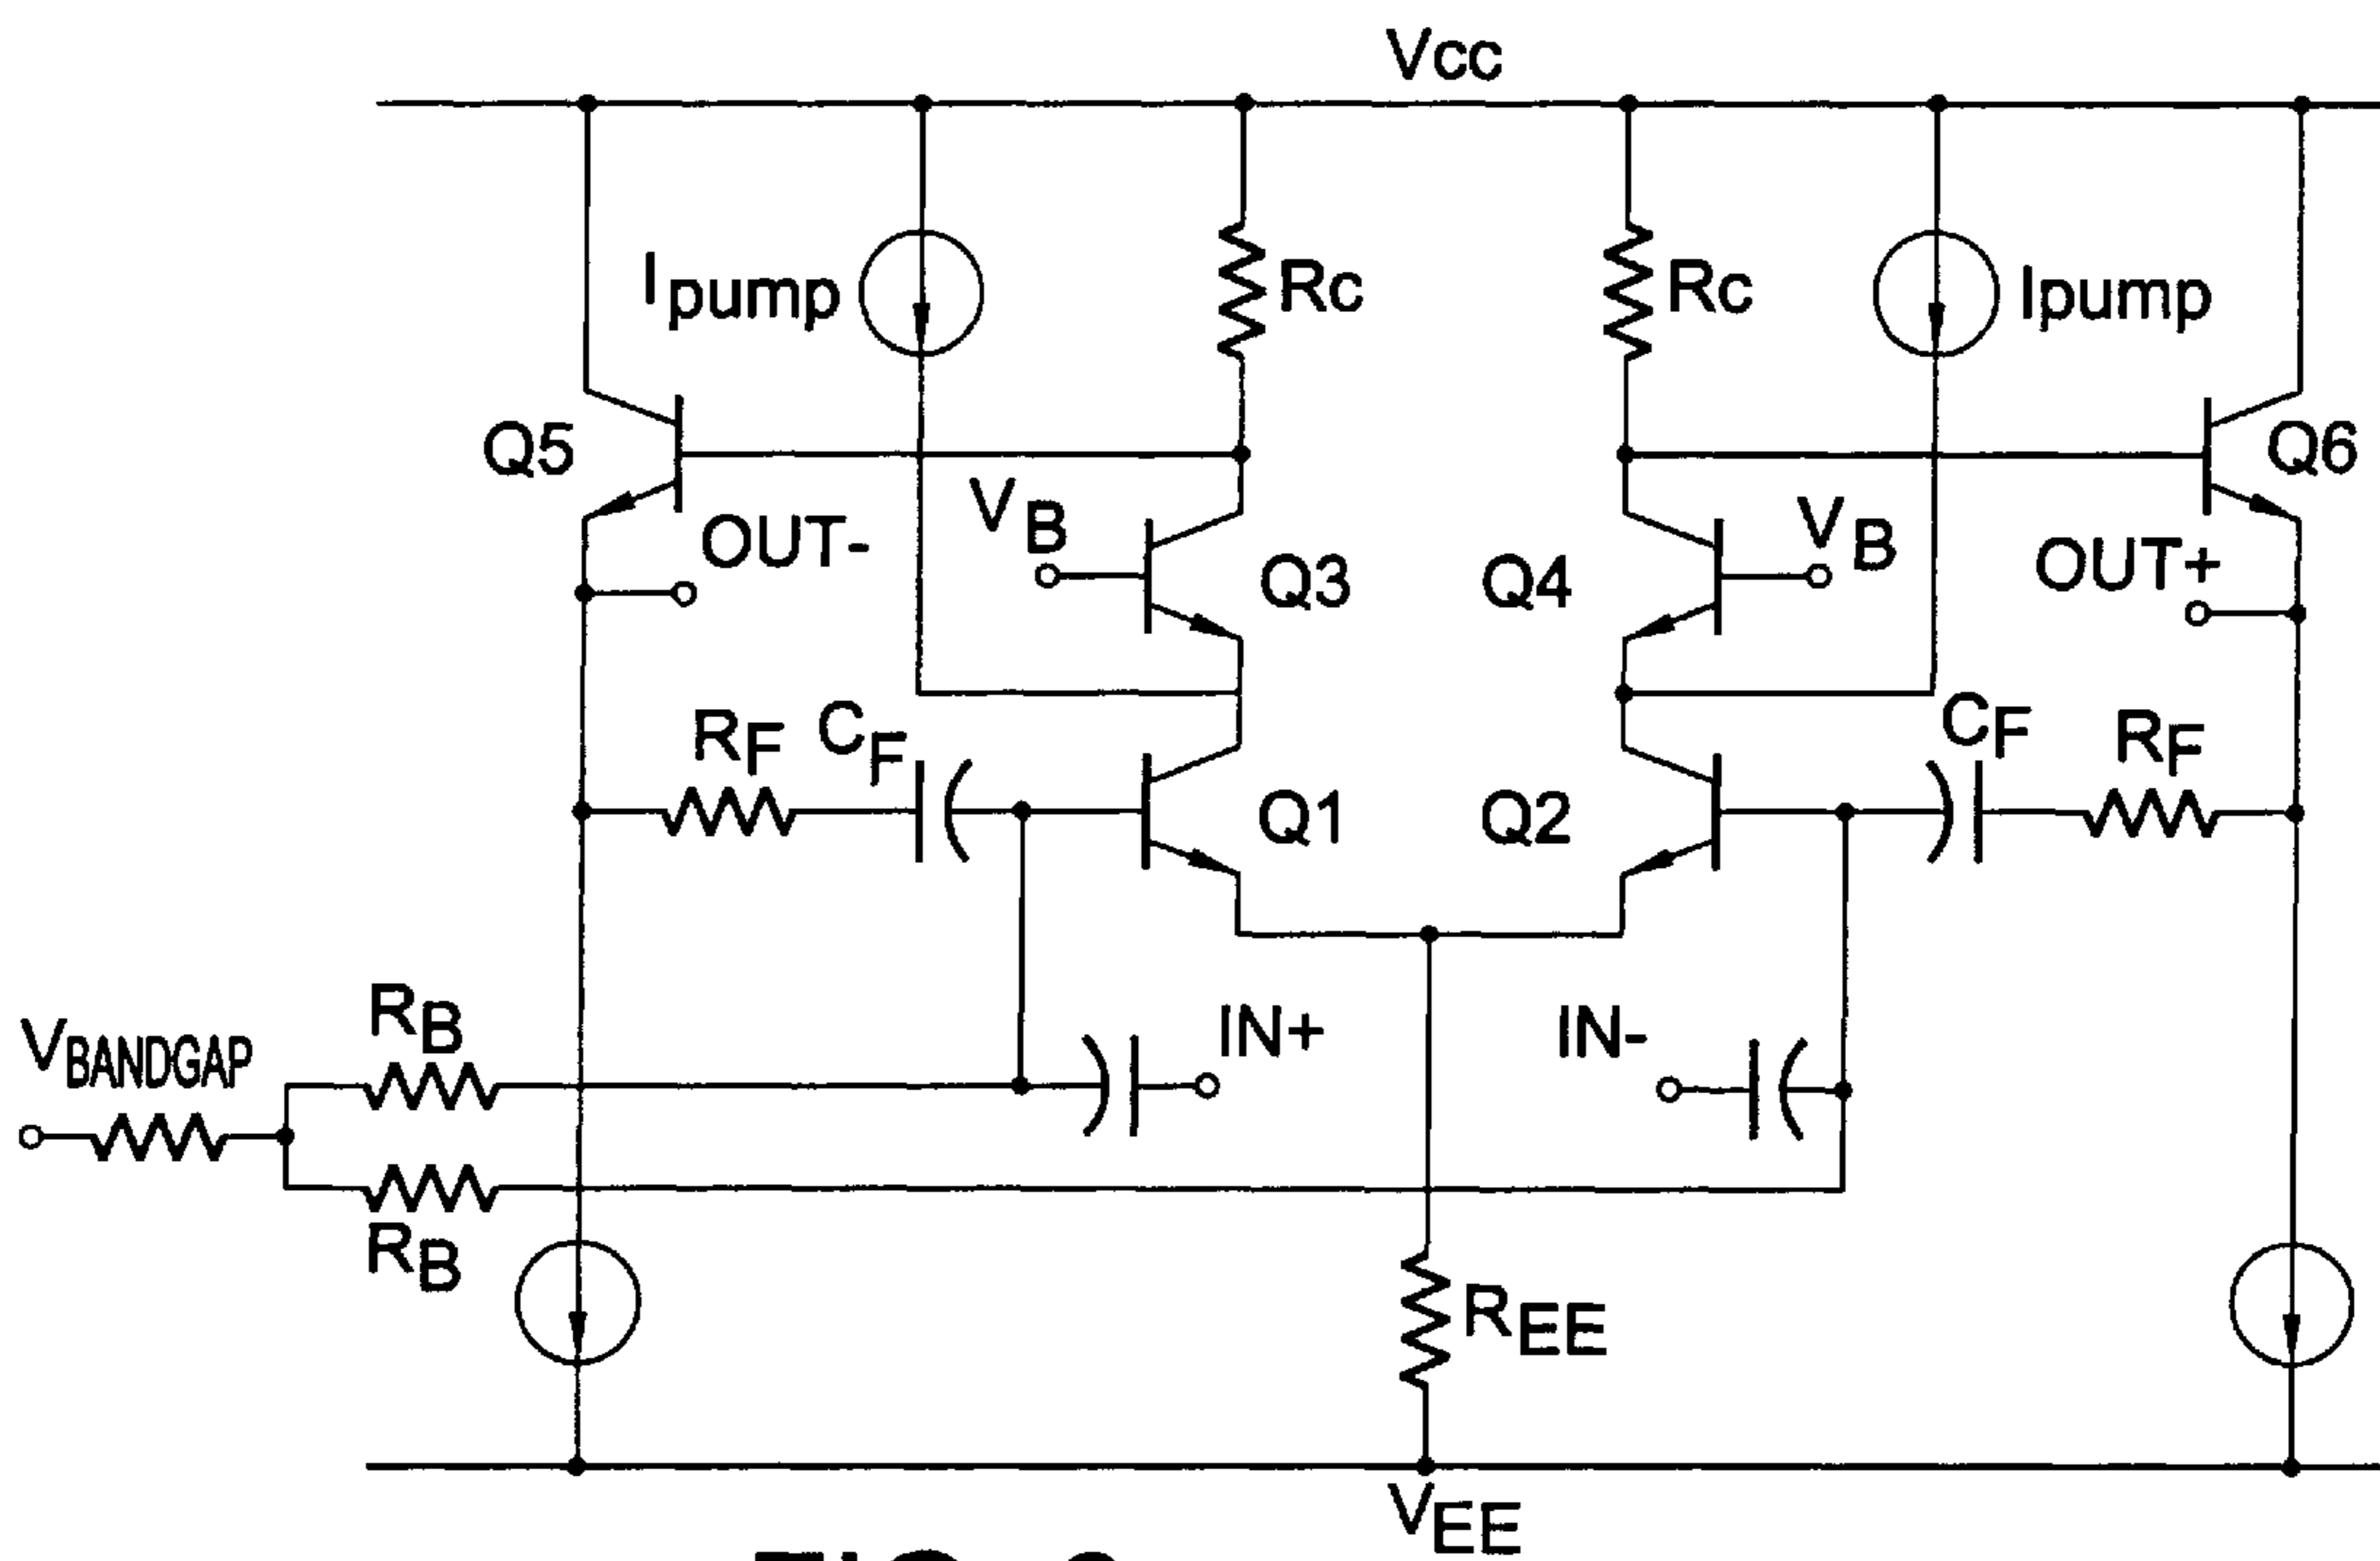 Vcc
Ipump
Rc
Rc
Ipump
Q5
VB
VB
Q6
OUT-
Q3
Q4
OUT+
RF
CF
CF
RF
Q1
Q2
RB
IN+
IN-
VBANDGAP
RB
REE
VEE